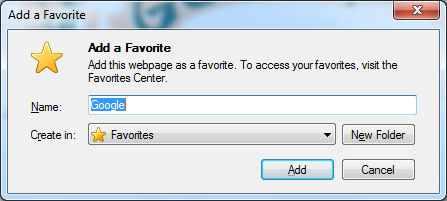 Add a Favorite
Add a Favorite
Add this webpage as a favorite. To access your favorites, visit the
Favorites Center.
Name: Google
Create in: Favorites New Folder
Add Cancel